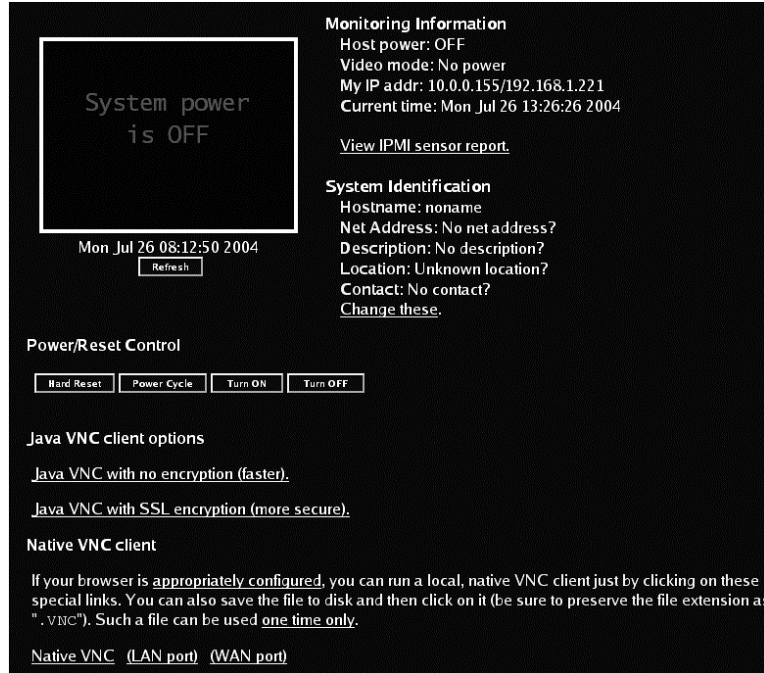 System power
is OFF
Mon Jul 26 08:12:50 2004
Refresh
Monitoring Information
Host power: OFF
Video mode: No power
My IP addr: 10.0.0.155/192.168.1.221
Current time: Mon Jul 26 13:26:26 2004
View IPMI sensor report.
System Identification
Hostname: noname
Net Address: No net address?
Description: No description?
Location: Unknown location?
Contact: No contact?
Change these.
Power/Reset Control
Hard Reset Power Cycle Turn ON Turn OFF
Java VNC client options
Java VNC with no encryption (faster).
Java VNC with SSL encryption (more secure).
Native VNC client
If your browser is appropriately configured, you can run a local, native VNC client just by clicking on these
special links. You can also save the file to disk and then click on it (be sure to preserve the file extension as
".VNC"). Such a file can be used one time only.
Native VNC (LAN port) (WAN port)